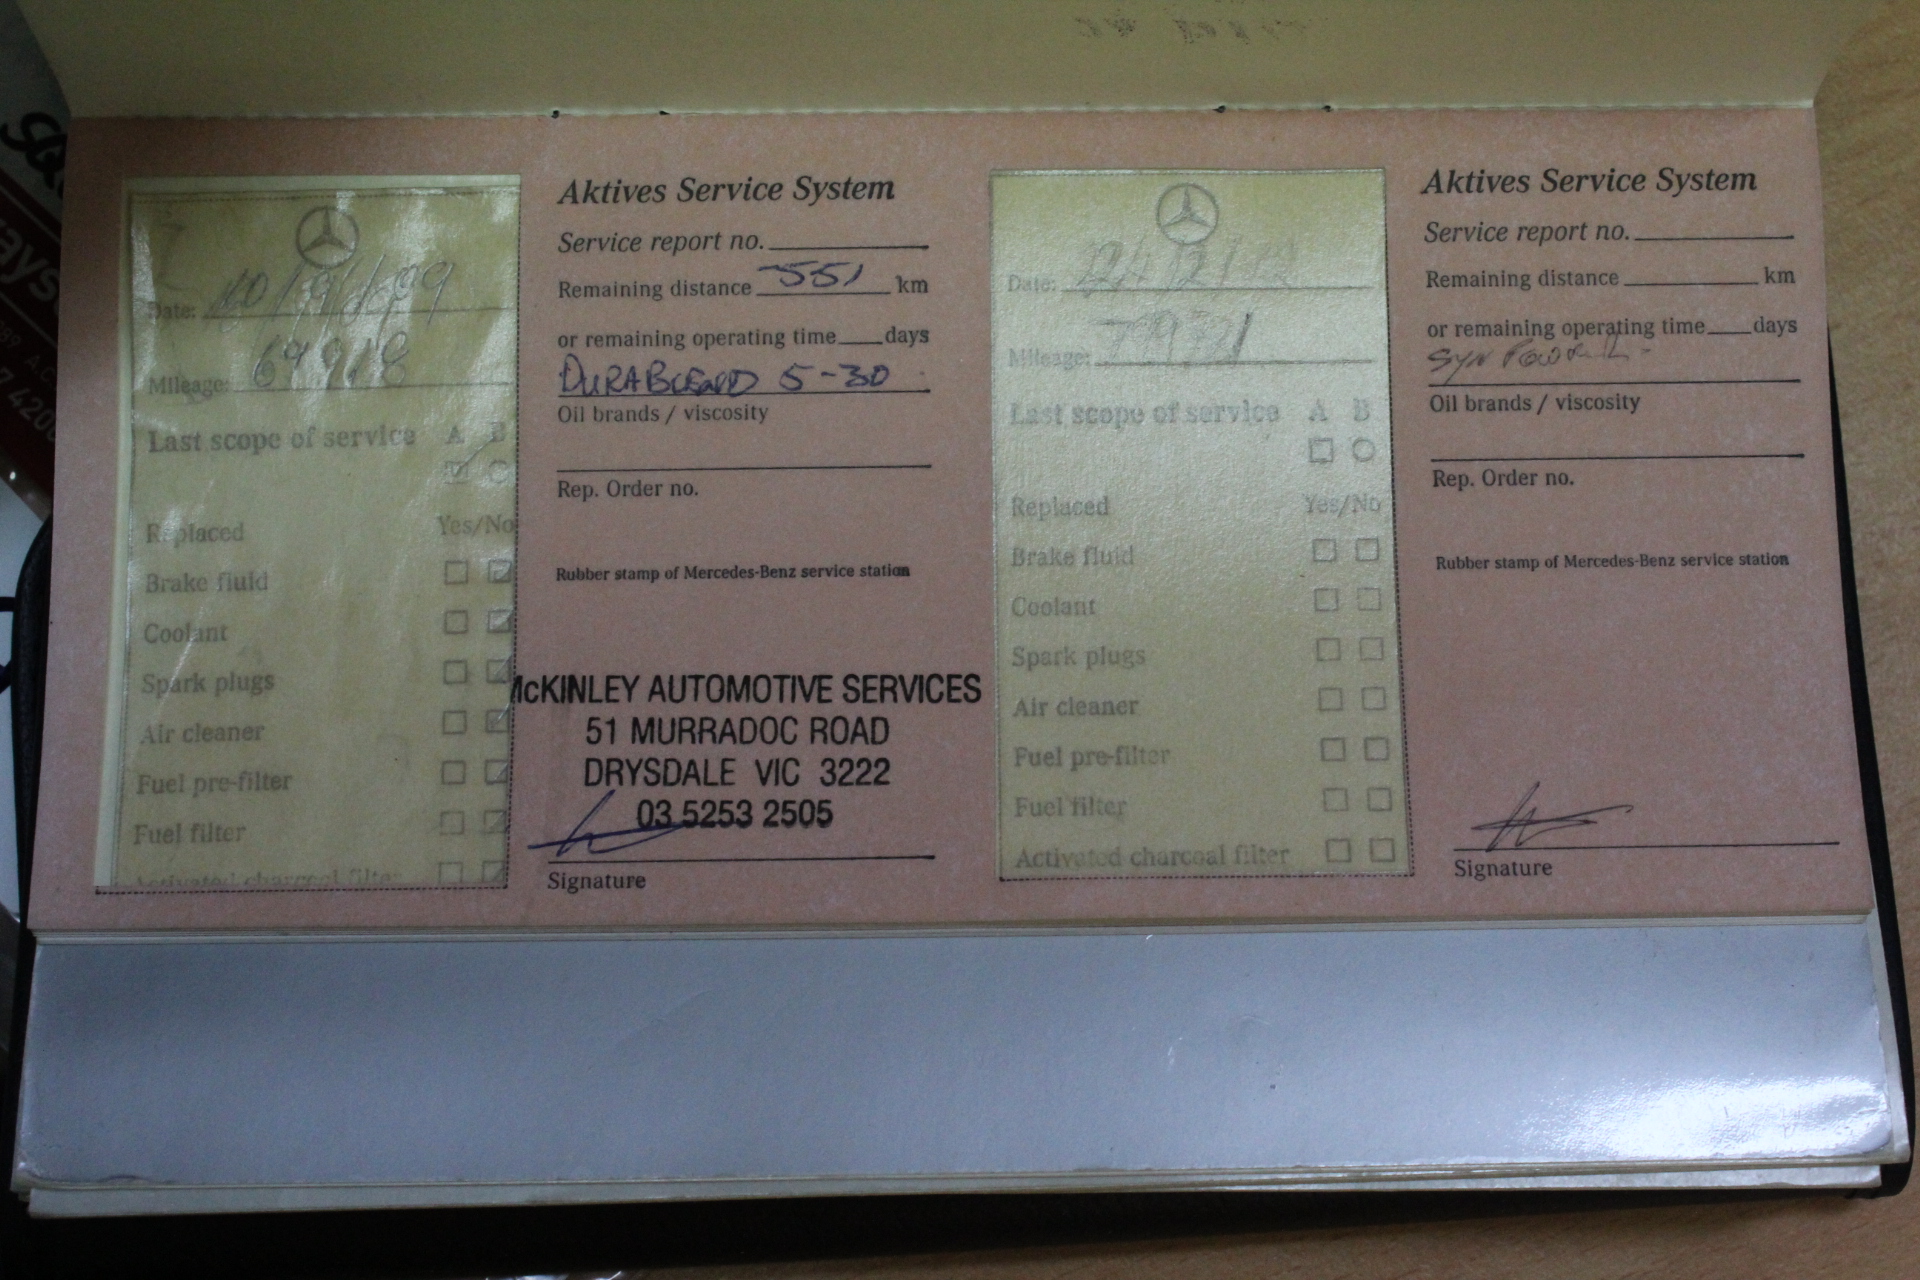 Date:
Mileage: 64918
Last scope of service A B
Replaced Yes/No
Brake fluid
Coolant
Spark plugs
Air cleaner
Fuel pre-filter
Fuel filter
Activated charcoal filter
Aktives Service System
Service report no.
Remaining distance -551 km
or remaining operating time days
5-30
Oil brands / viscosity
Rep. Order no.
Rubber stamp of Mercedes-Benz service station
McKINLEY AUTOMOTIVE SERVICES
51 MURRADOC ROAD
DRYSDALE VIC 3222
03 5253 2505
Signature
Date:
Mileage:
Last scope of service A B
Replaced Yes/No
Brake fluid
Coolant
Spark plugs
Air cleaner
Fuel pre-filter
Fuel filter
Activated charcoal filter
Aktives Service System
Service report no.
Remaining distance km
or remaining operating time days
Syn Power
Oil brands / viscosity
Rep. Order no.
Rubber stamp of Mercedes-Benz service station
Signature